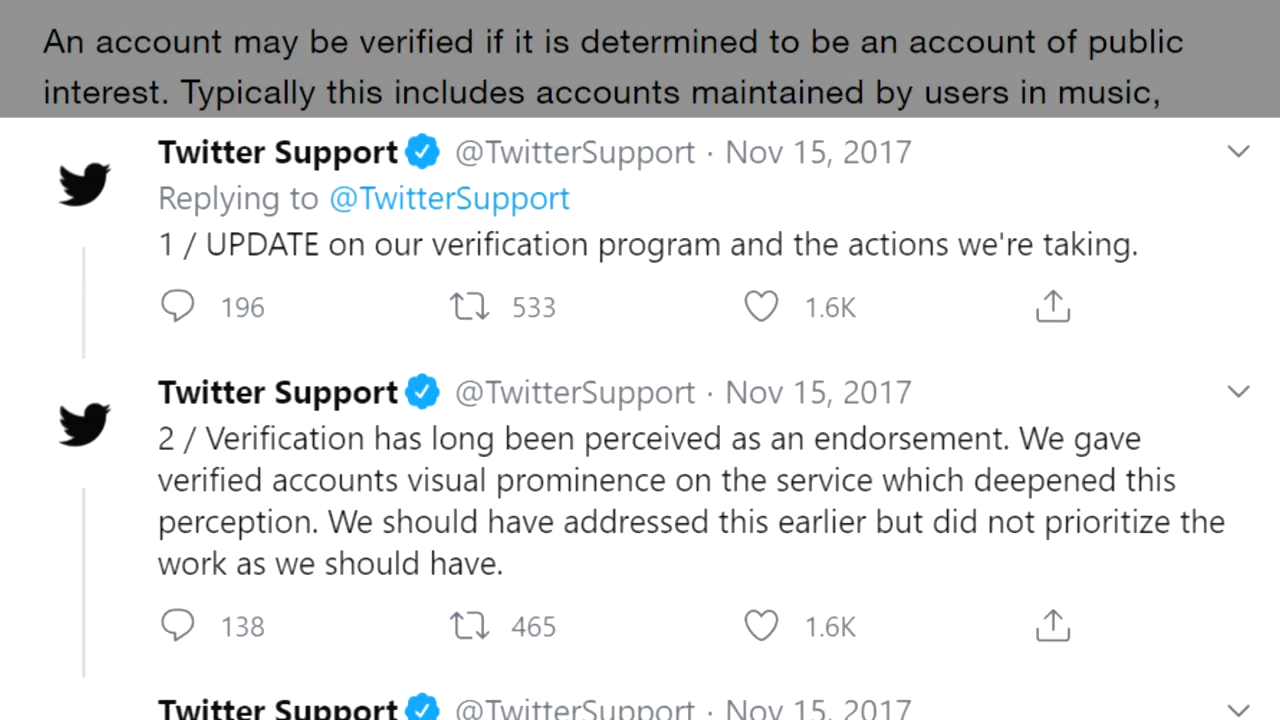 An account may be verified if it is determined to be an account of public
interest. Typically this includes accounts maintained by users in music,
Twitter Support @TwitterSupport · Nov 15, 2017
Replying to @TwitterSupport
1 / UPDATE on our verification program and the actions we're taking.
196 533 1.6K
Twitter Support @TwitterSupport · Nov 15, 2017
2 / Verification has long been perceived as an endorsement. We gave
verified accounts visual prominence on the service which deepened this
perception. We should have addressed this earlier but did not prioritize the
work as we should have.
138 465 1.6K
Twitter Support @TwitterSupport · Nov 15, 2017